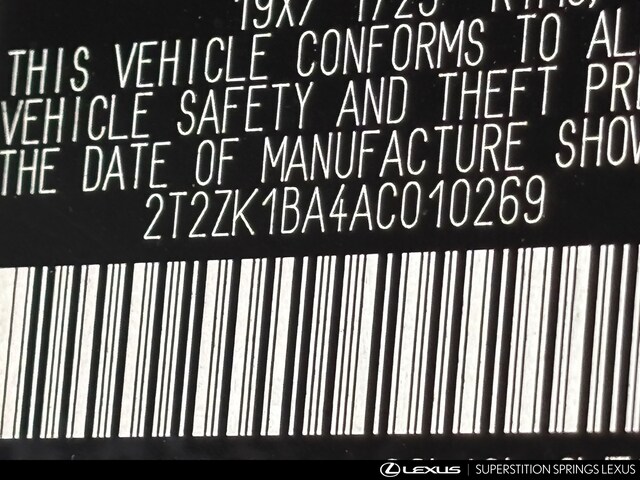 THIS VEHICLE CONFORMS TO AL
VEHICLE SAFETY AND THEFT PR
THE DATE OF MANUFACTURE SHOW
2T2ZK1BA4AC010269
LEXUS | SUPERSTITION SPRINGS LEXUS